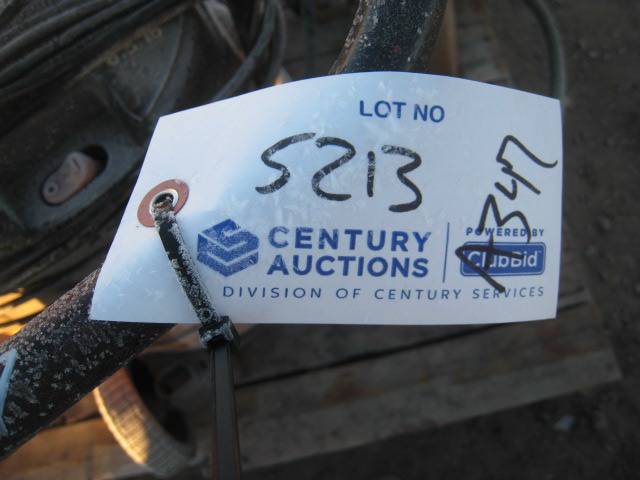 LOT NO
5213
A347
CENTURY
AUCTIONS
POWERED BY
ClubBid
DIVISION OF CENTURY SERVICES